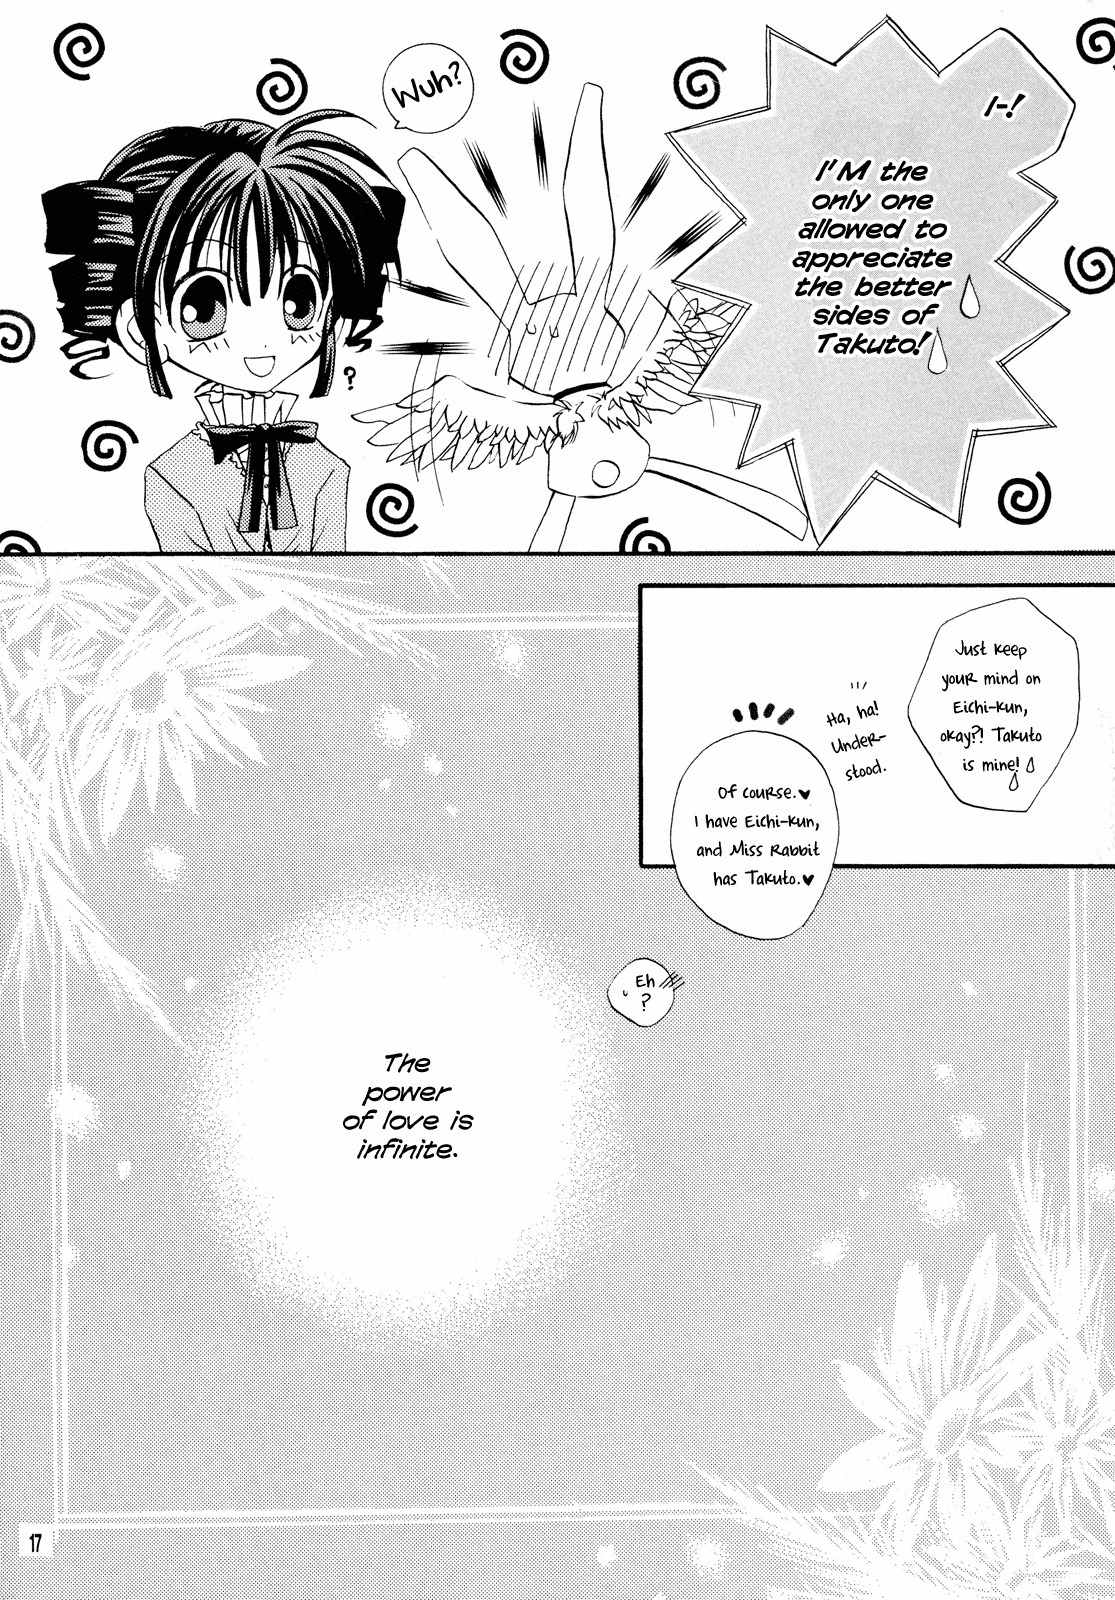 I-!
I'M the
only one
allowed to
appreciate
the better
sides of
Takuto!
Wuh?
?
Just keep
your mind on
Eichi-kun,
okay?! Takuto
is mine!
Ha, ha!
Under-
stood.
Of course.♥
I have Eichi-kun,
and Miss Rabbit
has Takuto.♥
Eh
?
The
power
of love is
infinite.
17